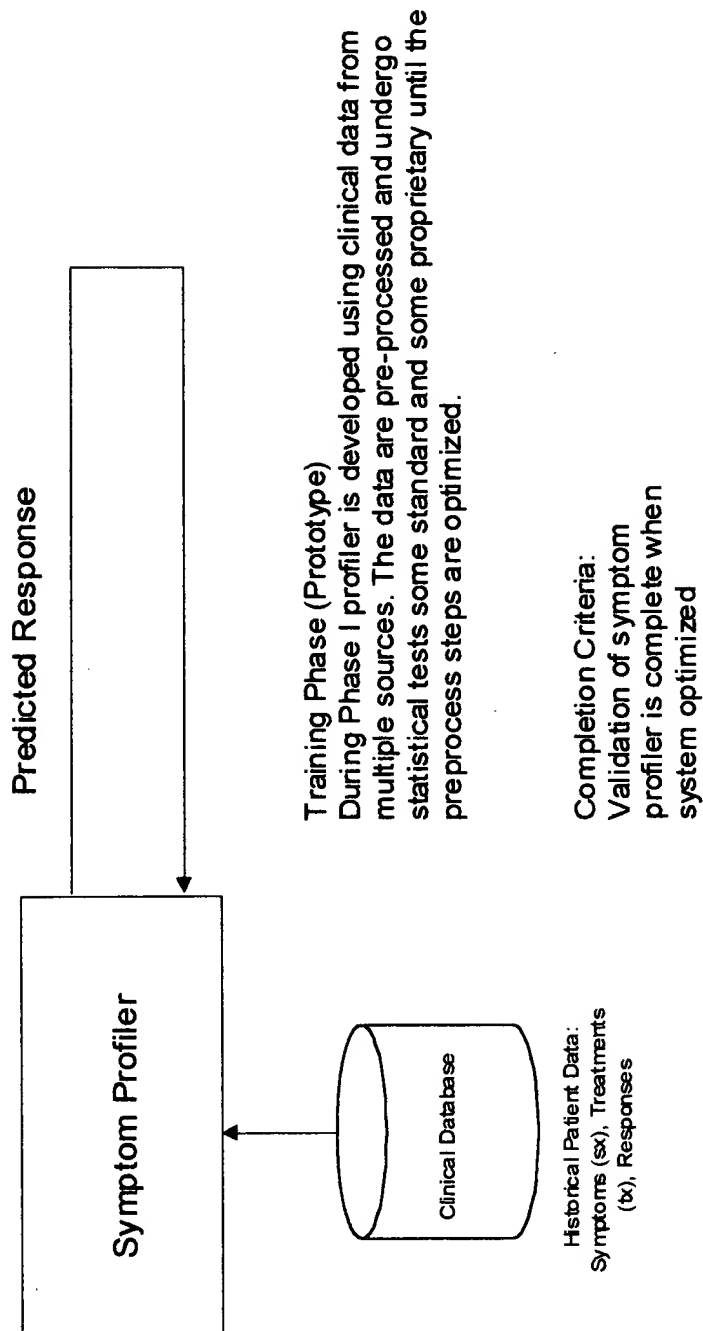 Predicted Response
Symptom Profiler
Clinical Database
Historical Patient Data:
Symptoms (sx), Treatments
(tx), Responses
Training Phase (Prototype)
During Phase I profiler is developed using clinical data from
multiple sources. The data are pre-processed and undergo
statistical tests some standard and some proprietary until the
preprocess steps are optimized.
Completion Criteria:
Validation of symptom
profiler is complete when
system optimized